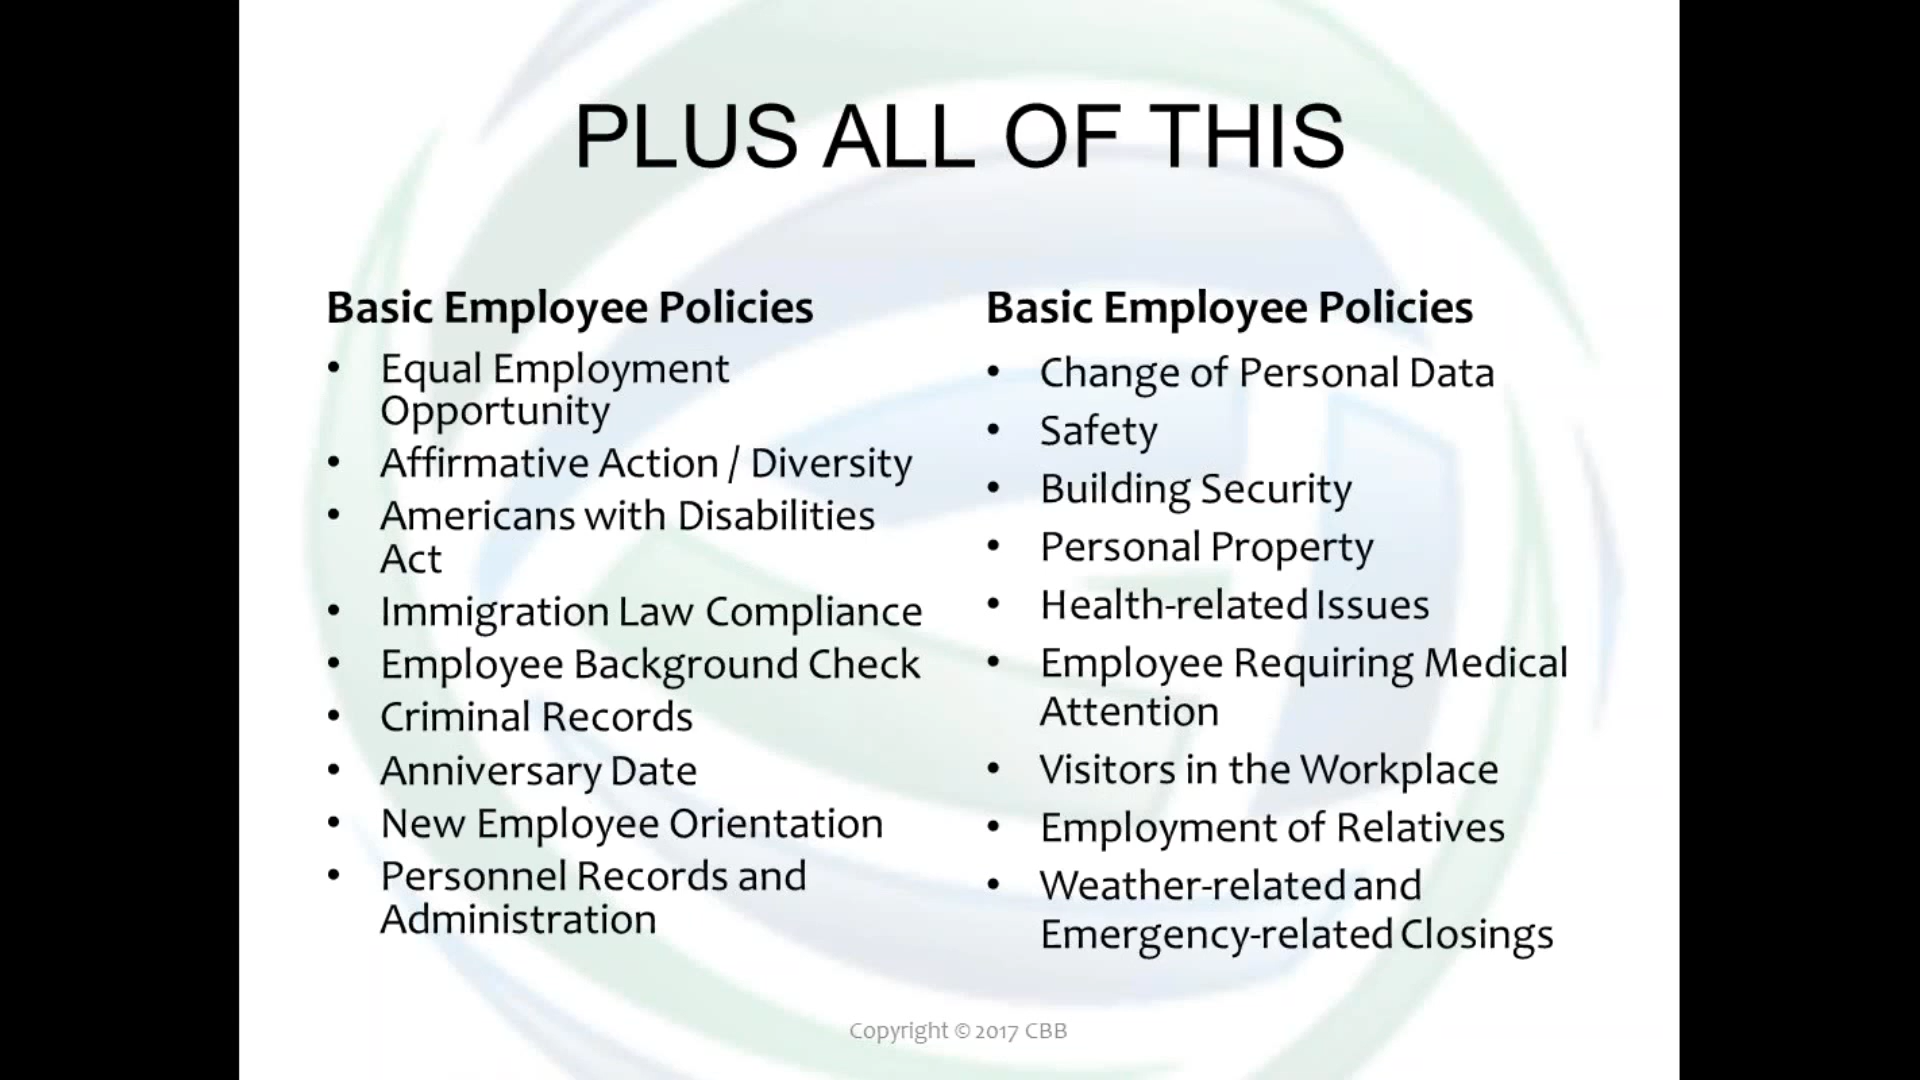 PLUS ALL OF THIS
Basic Employee Policies
• Equal Employment
Opportunity
• Affirmative Action / Diversity
• Americans with Disabilities
Act
• Immigration Law Compliance
• Employee Background Check
• Criminal Records
• Anniversary Date
• New Employee Orientation
• Personnel Records and
Administration
Basic Employee Policies
• Change of Personal Data
• Safety
• Building Security
• Personal Property
• Health-related Issues
• Employee Requiring Medical
Attention
• Visitors in the Workplace
• Employment of Relatives
• Weather-related and
Emergency-related Closings
Copyright © 2017 CBB